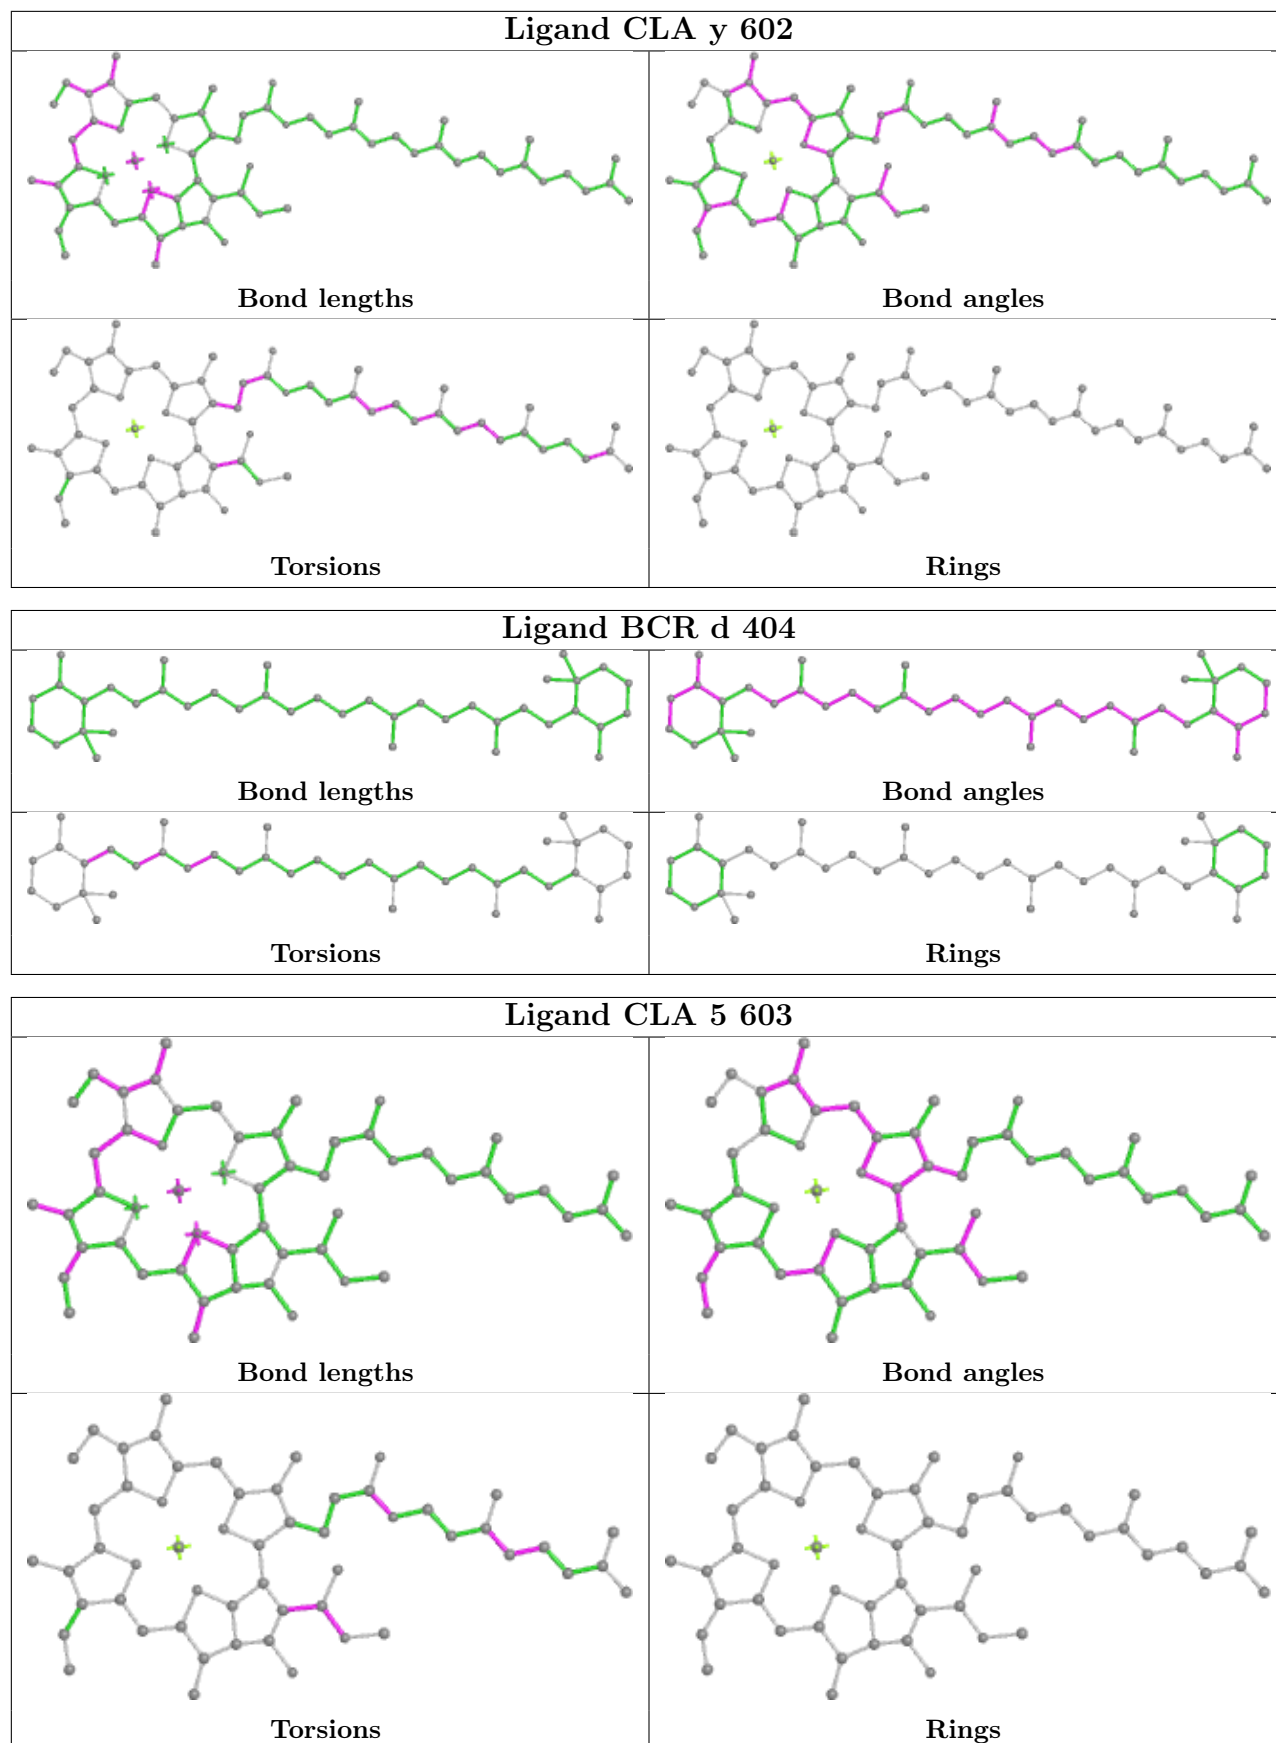 Ligand CLA y 602
Bond lengths
Bond angles
Torsions
Rings
Ligand BCR d 404
Bond lengths
Bond angles
Torsions
Rings
Ligand CLA 5 603
Bond lengths
Bond angles
Torsions
Rings